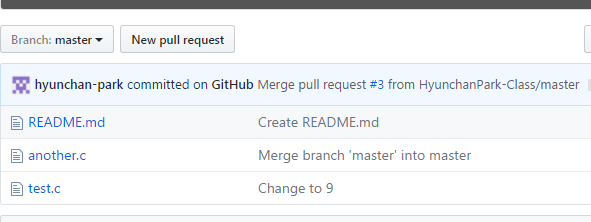 Branch: master New pull request
hyunchan-park committed on GitHub Merge pull request #3 from HyunchanPark-Class/master
README.md Create README.md
another.c Merge branch 'master' into master
test.c Change to 9